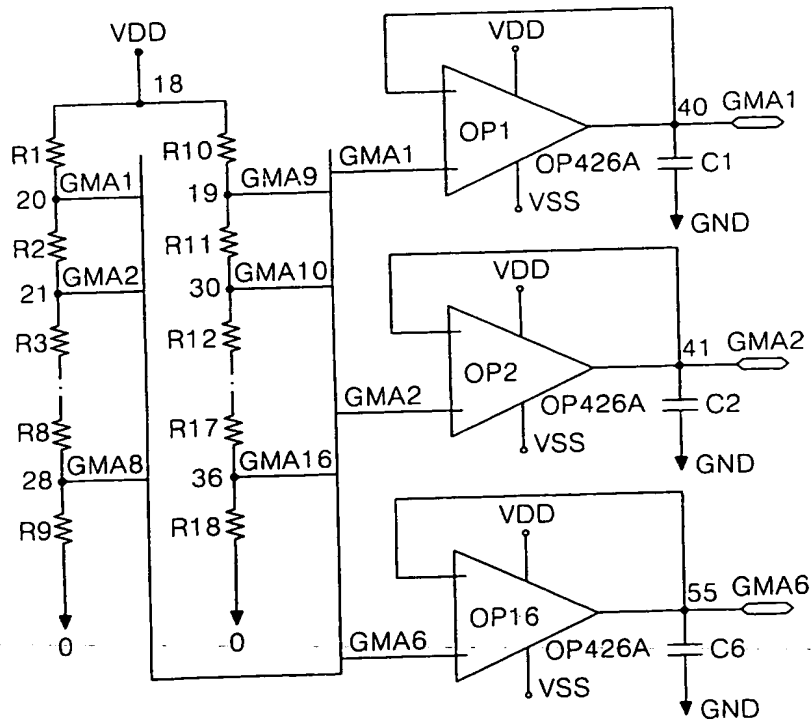 VDD
18
R1
20
GMA1
R2
21
GMA2
R3
R8
28
GMA8
R9
0
R10
19
GMA9
R11
30
GMA10
R12
R17
36
GMA16
R18
0
GMA1
VDD
OP1
OP426A
VSS
40
GMA1
C1
GND
GMA2
VDD
OP2
OP426A
VSS
41
GMA2
C2
GND
GMA6
VDD
OP16
OP426A
VSS
55
GMA6
C6
GND